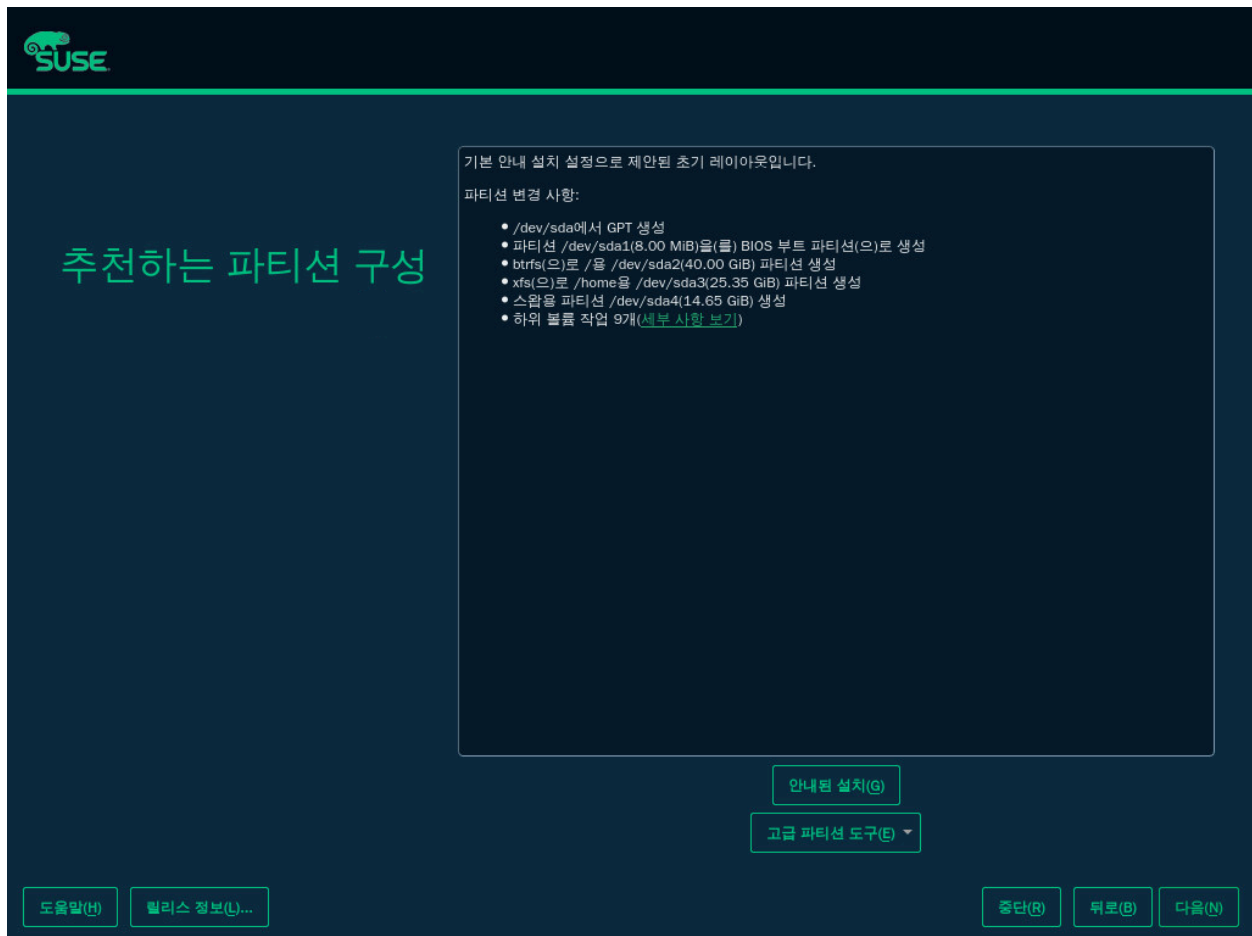 SUSE
추천하는 파티션 구성
기본 안내 설치 설정으로 제안된 초기 레이아웃입니다.
파티션 변경 사항:
• /dev/sda에서 GPT 생성
• 파티션 /dev/sda1(8.00 MiB)을(를) BIOS 부트 파티션(으)로 생성
• btrfs(으)로 /용 /dev/sda2(40.00 GiB) 파티션 생성
• xfs(으)로 /home용 /dev/sda3(25.35 GiB) 파티션 생성
• 스왑용 파티션 /dev/sda4(14.65 GiB) 생성
• 하위 볼륨 작업 9개(세부 사항 보기)
안내된 설치(G)
고급 파티션 도구(E)
도움말(H) 릴리스 정보(L)... 중단(R) 뒤로(B) 다음(N)